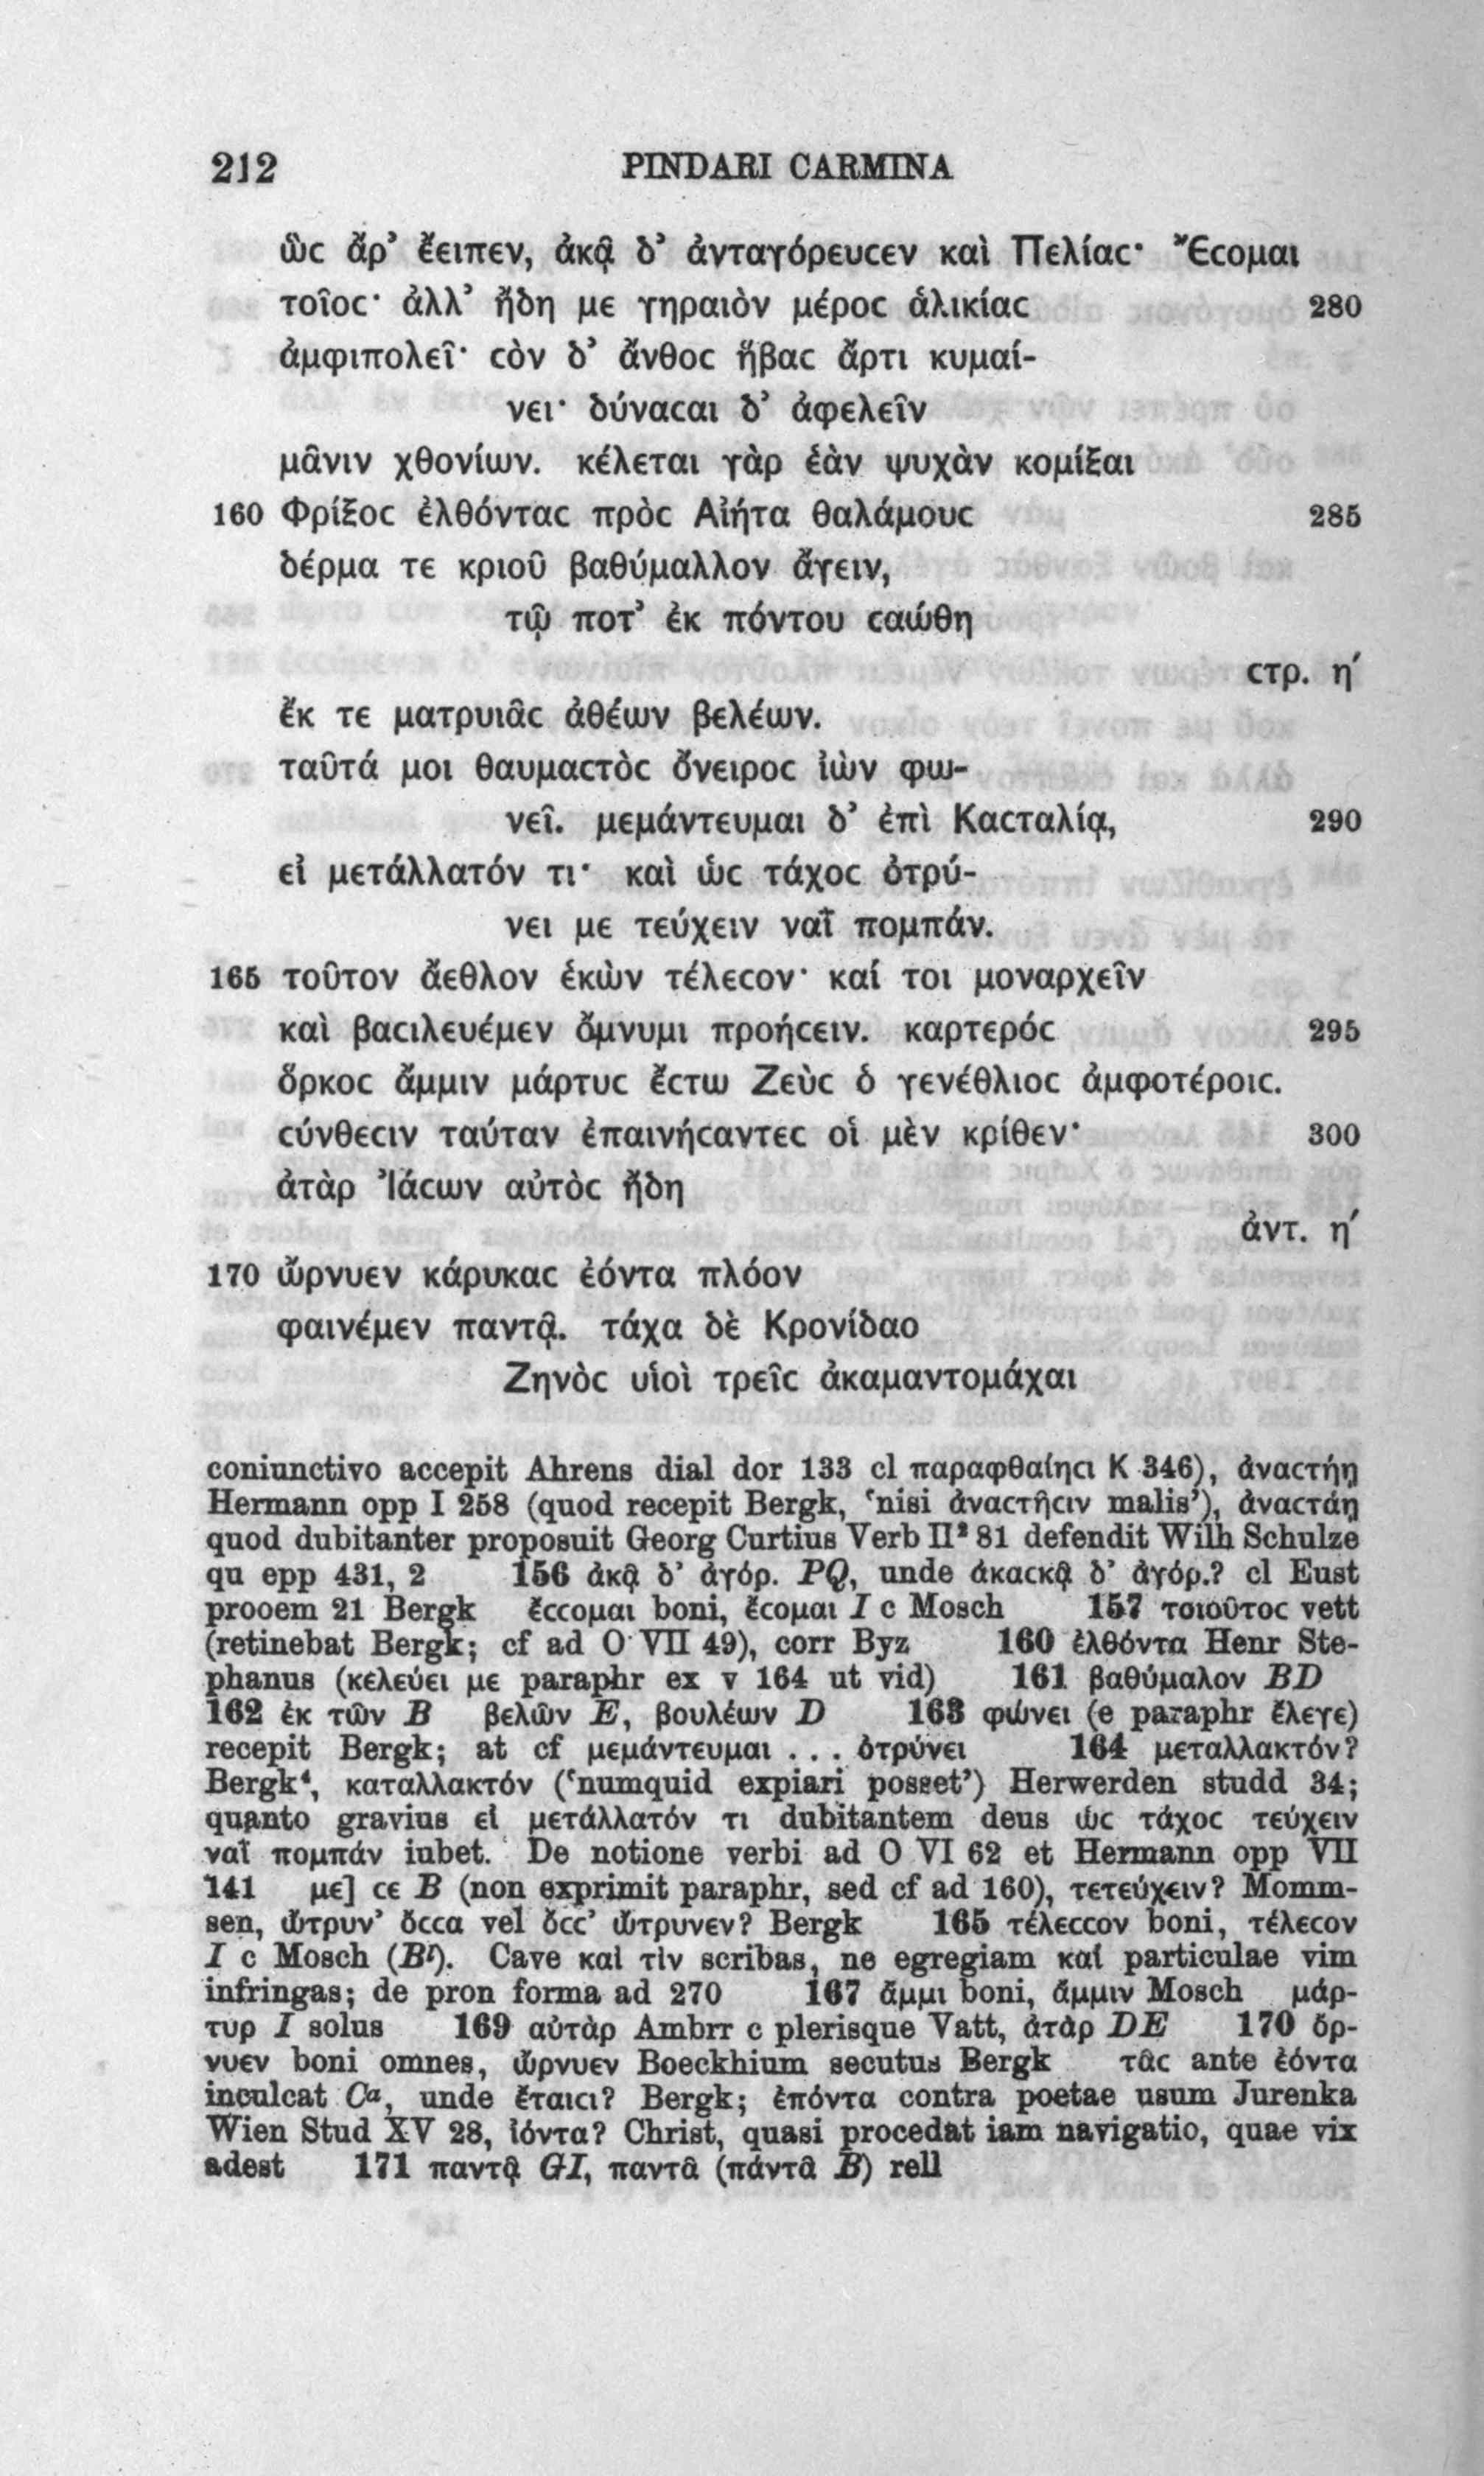 212 PINDARI CARMINA
ὣϲ ἄρ’ ἔειπεν, ἀκᾷ δ’ ἀνταγόρευϲεν καὶ Πελίαϲ· Ἔϲομαι
τοῖοϲ· ἀλλ’ ἤδη με γηραιὸν μέροϲ ἁλικίαϲ 280
ἀμφιπολεῖ· ϲὸν δ’ ἄνθοϲ ἥβαϲ ἄρτι κυμαί-
νει· δύναϲαι δ’ ἀφελεῖν
μᾶνιν χθονίων. κέλεται γὰρ ἑὰν ψυχὰν κομίξαι
160 Φρίξοϲ ἐλθόνταϲ πρὸϲ Αἰήτα θαλάμουϲ 285
δέρμα τε κριοῦ βαθύμαλλον ἄγειν,
τῷ ποτ’ ἐκ πόντου ϲαώθη
ϲτρ. η′
ἔκ τε ματρυιᾶϲ ἀθέων βελέων.
ταῦτά μοι θαυμαϲτὸϲ ὄνειροϲ ἰὼν φω-
νεῖ. μεμάντευμαι δ’ ἐπὶ Καϲταλίᾳ, 290
εἰ μετάλλατόν τι· καὶ ὡϲ τάχοϲ ὀτρύ-
νει με τεύχειν ναῒ πομπάν.
165 τοῦτον ἄεθλον ἑκὼν τέλεϲον· καί τοι μοναρχεῖν
καὶ βαϲιλευέμεν ὄμνυμι προήϲειν. καρτερόϲ 295
ὅρκοϲ ἄμμιν μάρτυϲ ἔϲτω Ζεὺϲ ὁ γενέθλιοϲ ἀμφοτέροιϲ.
ϲύνθεϲιν ταύταν ἐπαινήϲαντεϲ οἱ μὲν κρίθεν· 300
ἀτὰρ Ἰάϲων αὐτὸϲ ἤδη
ἀντ. η′
170 ὤρνυεν κάρυκαϲ ἐόντα πλόον
φαινέμεν παντᾷ. τάχα δὲ Κρονίδαο
Ζηνὸϲ υἱοὶ τρεῖϲ ἀκαμαντομάχαι
coniunctivo accepit Ahrens dial dor 133 cl παραφθαίηϲι Κ 346), ἀναϲτήῃ
Hermann opp I 258 (quod recepit Bergk, ‘nisi ἀναϲτῆϲιν malis’), ἀναϲτάῃ
quod dubitanter proposuit Georg Curtius Verb II² 81 defendit Wilh Schulze
qu epp 431, 2 156 ἀκᾷ δ’ ἀγόρ. PQ, unde ἀκαϲκᾷ δ’ ἀγόρ.? cl Eust
prooem 21 Bergk ἔϲϲομαι boni, ἔϲομαι I c Mosch 157 τοιοῦτοϲ vett
(retinebat Bergk; cf ad O VII 49), corr Byz 160 ἐλθόντα Henr Ste-
phanus (κελεύει με paraphr ex v 164 ut vid) 161 βαθύμαλον BD
162 ἐκ τῶν B βελῶν E, βουλέων D 163 φώνει (e paraphr ἔλεγε)
recepit Bergk; at cf μεμάντευμαι . . . ὀτρύνει 164 μεταλλακτόν?
Bergk⁴, καταλλακτόν (‘numquid expiari posset’) Herwerden studd 34;
quanto gravius εἰ μετάλλατόν τι dubitantem deus ὡϲ τάχοϲ τεύχειν
ναῒ πομπάν iubet. De notione verbi ad O VI 62 et Hermann opp VII
141 με] ϲε B (non exprimit paraphr, sed cf ad 160), τετεύχειν? Momm-
sen, ὤτρυν’ ὄϲϲα vel ὄϲϲ’ ὤτρυνεν? Bergk 165 τέλεϲϲον boni, τέλεϲον
I c Mosch (Bˡ). Cave καὶ τὶν scribas, ne egregiam καί particulae vim
infringas; de pron forma ad 270 167 ἄμμι boni, ἄμμιν Mosch μάρ-
τυρ I solus 169 αὐτὰρ Ambrr c plerisque Vatt, ἀτὰρ DE 170 ὄρ-
νυεν boni omnes, ὤρνυεν Boeckhium secutus Bergk τᾶϲ ante ἐόντα
inculcat Cᵃ, unde ἔταιϲι? Bergk; ἐπόντα contra poetae usum Jurenka
Wien Stud XV 28, ἰόντα? Christ, quasi procedat iam navigatio, quae vix
adest 171 παντᾷ GI, παντᾶ (πάντᾶ B) rell